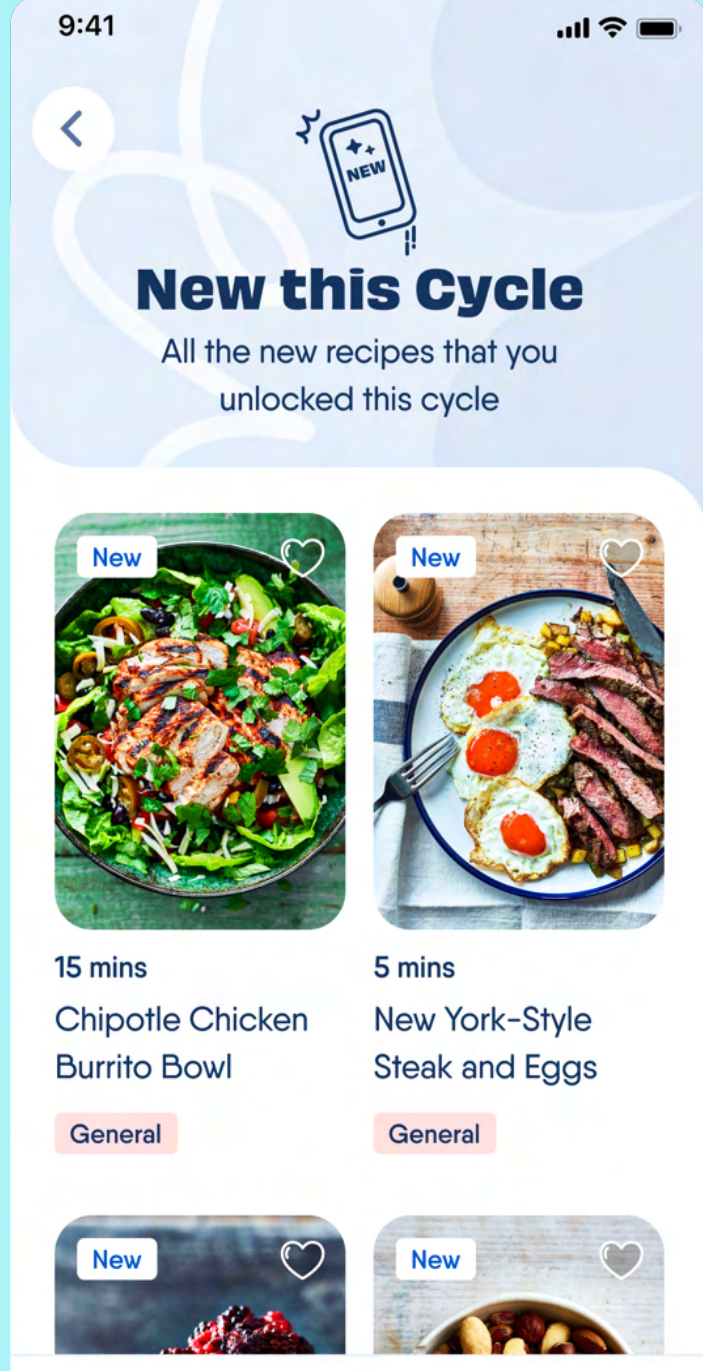 9:41
NEW
New this Cycle
All the new recipes that you
unlocked this cycle
New
New
15 mins
5 mins
Chipotle Chicken
Burrito Bowl
New York-Style
Steak and Eggs
General
General
New
New